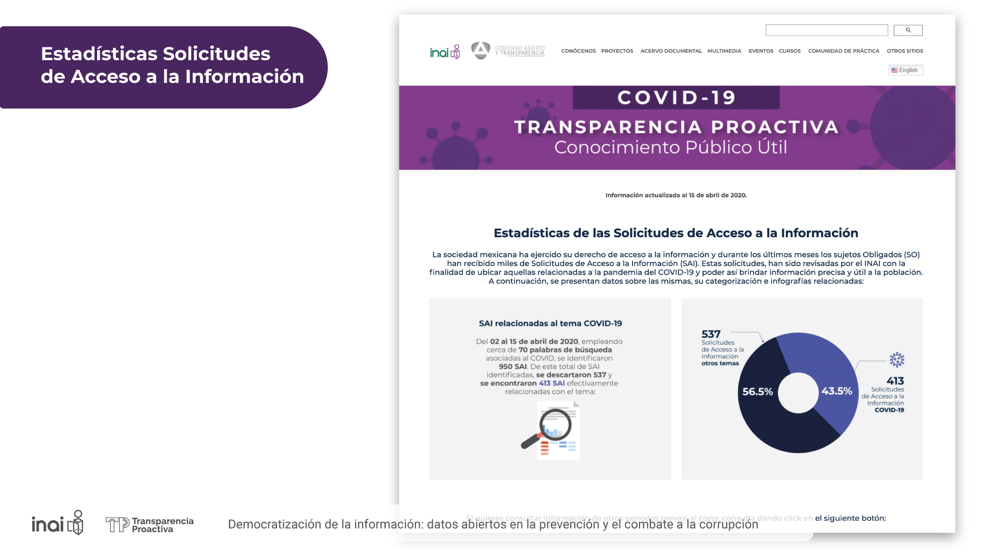 Estadísticas Solicitudes
de Acceso a la Información
inai
GOBIERNO ABIERTO
Y TRANSPARENCIA
CONÓCENOS PROYECTOS ACERVO DOCUMENTAL MULTIMEDIA EVENTOS CURSOS COMUNIDAD DE PRÁCTICA OTROS SITIOS
English
COVID-19
TRANSPARENCIA PROACTIVA
Conocimiento Público Útil
Información actualizada al 15 de abril de 2020.
Estadísticas de las Solicitudes de Acceso a la Información
La sociedad mexicana ha ejercido su derecho de acceso a la información y durante los últimos meses los sujetos Obligados (SO)
han recibido miles de Solicitudes de Acceso a la Información (SAI). Estas solicitudes, han sido revisadas por el INAI con la
finalidad de ubicar aquellas relacionadas a la pandemia del COVID-19 y poder así brindar información precisa y útil a la población.
A continuación, se presentan datos sobre las mismas, su categorización e infografías relacionadas:
SAI relacionadas al tema COVID-19
Del 02 al 15 de abril de 2020, empleando
cerca de 70 palabras de búsqueda
asociadas al COVID, se identificaron
950 SAI. De este total de SAI
identificadas, se descartaron 537 y
se encontraron 413 SAI efectivamente
relacionadas con el tema:
537
Solicitudes
de Acceso a la
Información
otros temas
56.5%
43.5%
413
Solicitudes
de Acceso a la
Información
COVID-19
Si quieres consultar información de otros periodos previos al corte, consulta dando click en el siguiente botón:
inai
TP Transparencia
Proactiva
Democratización de la información: datos abiertos en la prevención y el combate a la corrupción